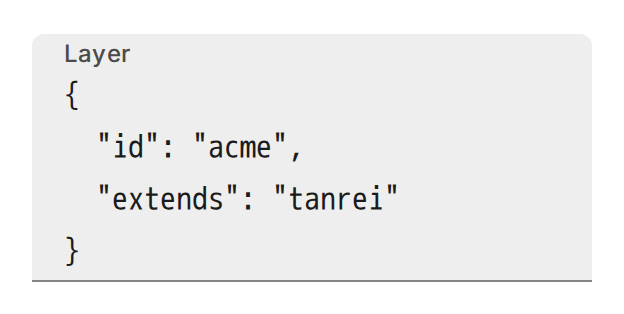 Layer
{
  "id": "acme",
  "extends": "tanrei"
}